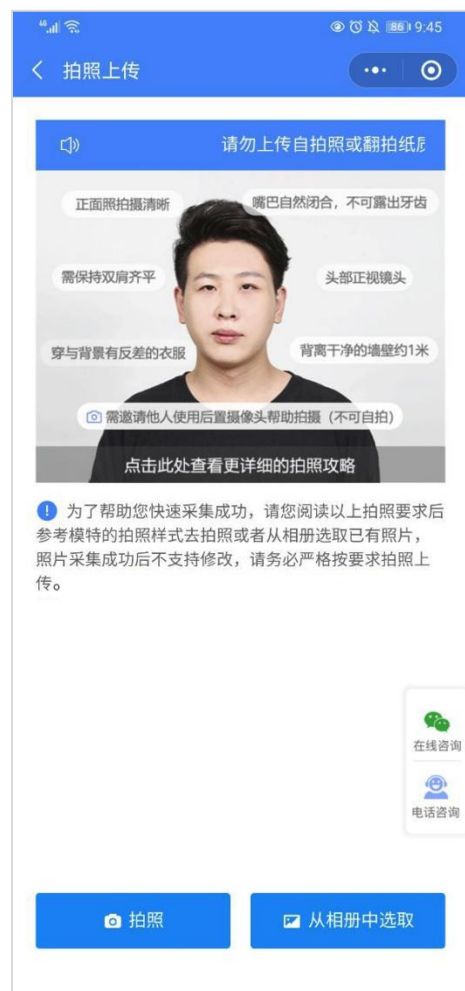 46
86 9:45
拍照上传
请勿上传自拍照或翻拍纸质
正面照拍摄清晰
嘴巴自然闭合，不可露出牙齿
需保持双肩齐平
头部正视镜头
穿与背景有反差的衣服
背离干净的墙壁约1米
需邀请他人使用后置摄像头帮助拍摄（不可自拍）
点击此处查看更详细的拍照攻略
为了帮助您快速采集成功，请您阅读以上拍照要求后
参考模特的拍照样式去拍照或者从相册选取已有照片，
照片采集成功后不支持修改，请务必严格按要求拍照上
传。
在线咨询
电话咨询
拍照
从相册中选取